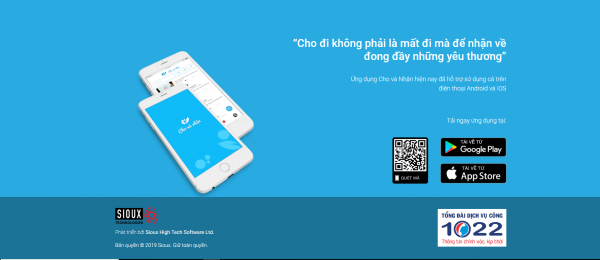 “Cho đi không phải là mất đi mà để nhận về
đong đầy những yêu thương”
Ứng dụng Cho và Nhận hiện nay đã hỗ trợ sử dụng cả trên
điện thoại Android và iOS
Tải ngay ứng dụng tại:
Cho và nhận
QUÉT MÃ
TẢI VỀ TỪ
Google Play
TẢI VỀ TỪ
App Store
SIOUX
Phát triển bởi Sioux High Tech Software Ltd.
Bản quyền © 2019 Sioux. Giữ toàn quyền.
TỔNG ĐÀI DỊCH VỤ CÔNG
1022
Thông tin chính xác, kịp thời